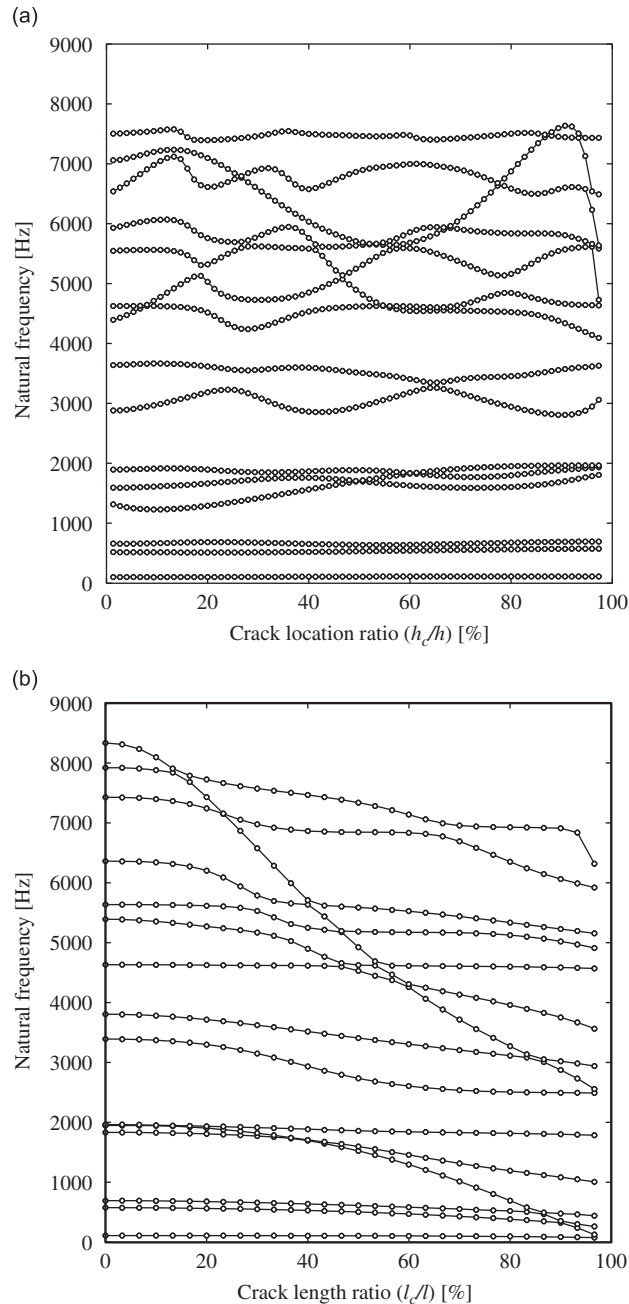 (a)
9000
8000
7000
6000
5000
4000
3000
2000
1000
0
Natural frequency [Hz]
0 20 40 60 80 100
Crack location ratio (h_c/h) [%]
(b)
9000
8000
7000
6000
5000
4000
3000
2000
1000
0
Natural frequency [Hz]
0 20 40 60 80 100
Crack length ratio (l_c/l) [%]